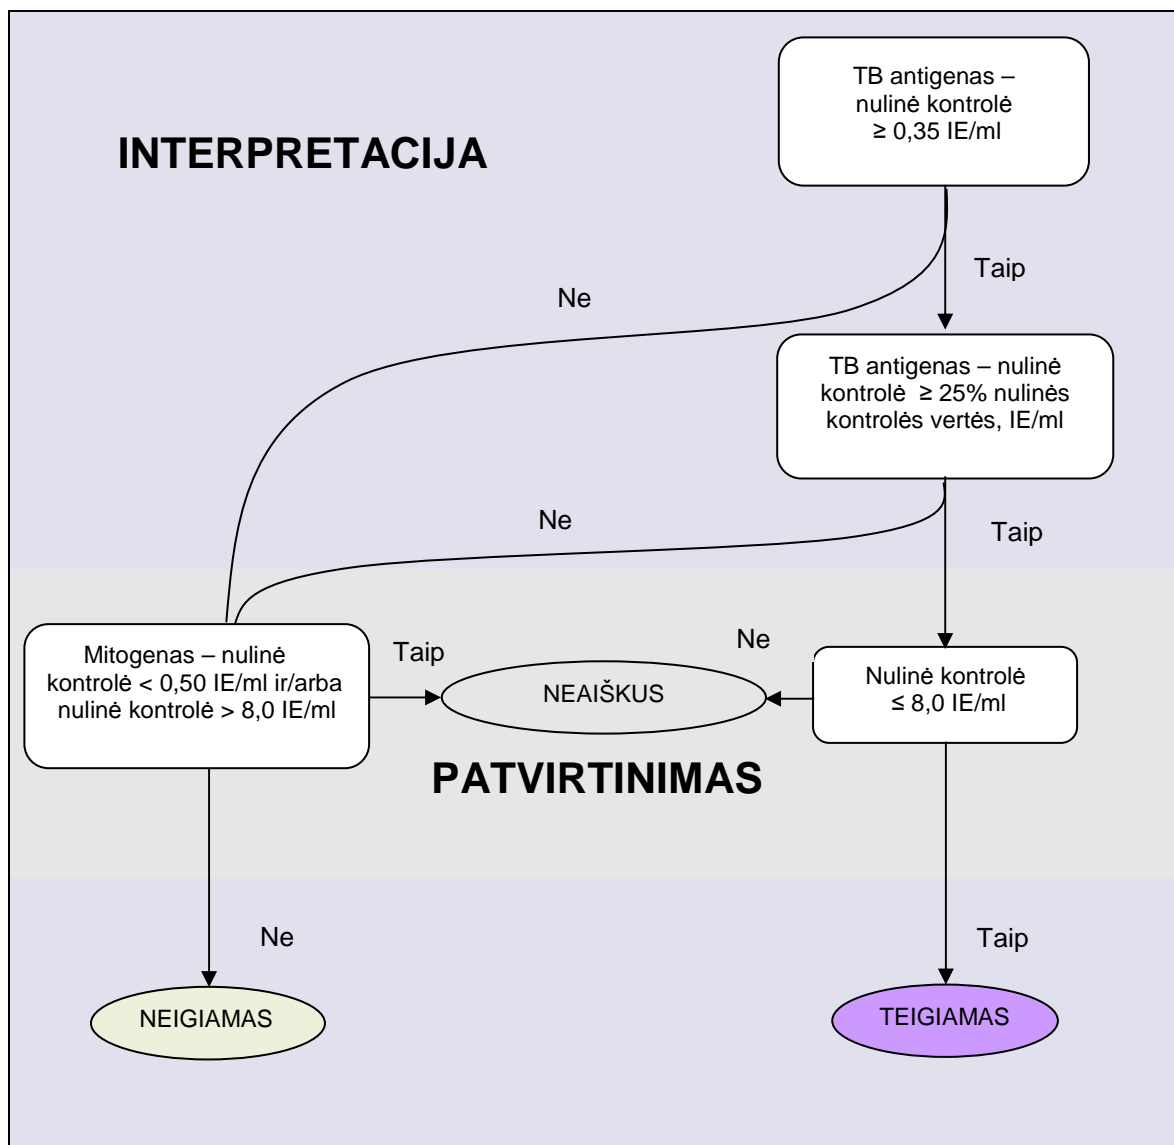 TB antigenas –
nulinė kontrolė
≥ 0,35 IE/ml
INTERPRETACIJA
Taip
Ne
TB antigenas – nulinė
kontrolė ≥ 25% nulinės
kontrolės vertės, IE/ml
Ne
Taip
Mitogenas – nulinė
kontrolė < 0,50 IE/ml ir/arba
nulinė kontrolė > 8,0 IE/ml
Taip
NEAIŠKUS
Ne
Nulinė kontrolė
≤ 8,0 IE/ml
PATVIRTINIMAS
Ne
Taip
NEIGIAMAS
TEIGIAMAS